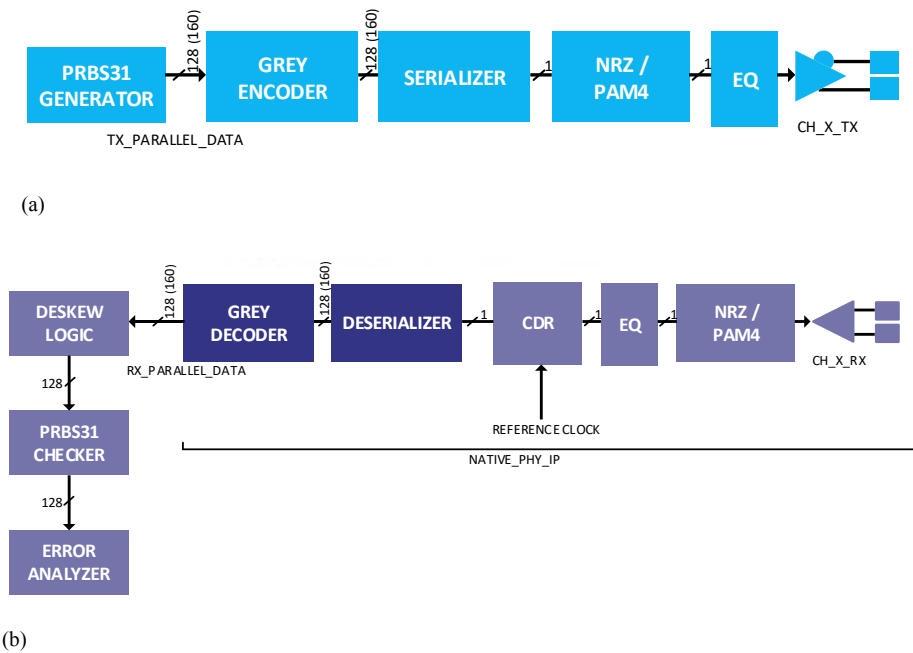 128 (160)
128 (160)
PRBS31
GENERATOR
GREY
ENCODER
SERIALIZER
1
NRZ /
PAM4
1
EQ
TX_PARALLEL_DATA
CH_X_TX
(a)
128 (160)
128 (160)
DESKEW
LOGIC
GREY
DECODER
DESERIALIZER
1
CDR
1
EQ
1
NRZ /
PAM4
RX_PARALLEL_DATA
CH_X_RX
128
REFERENCE CLOCK
PRBS31
CHECKER
NATIVE_PHY_IP
128
ERROR
ANALYZER
(b)